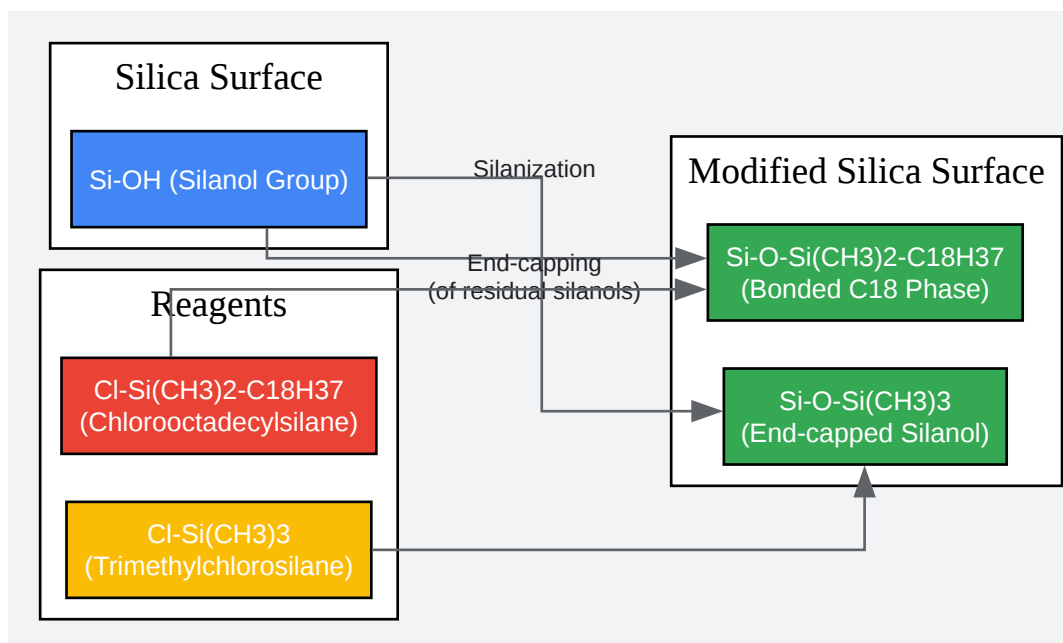 Silica Surface
Si-OH (Silanol Group)
Silanization
End-capping
(of residual silanols)
Reagents
Cl-Si(CH3)2-C18H37
(Chlorooctadecylsilane)
Cl-Si(CH3)3
(Trimethylchlorosilane)
Modified Silica Surface
Si-O-Si(CH3)2-C18H37
(Bonded C18 Phase)
Si-O-Si(CH3)3
(End-capped Silanol)